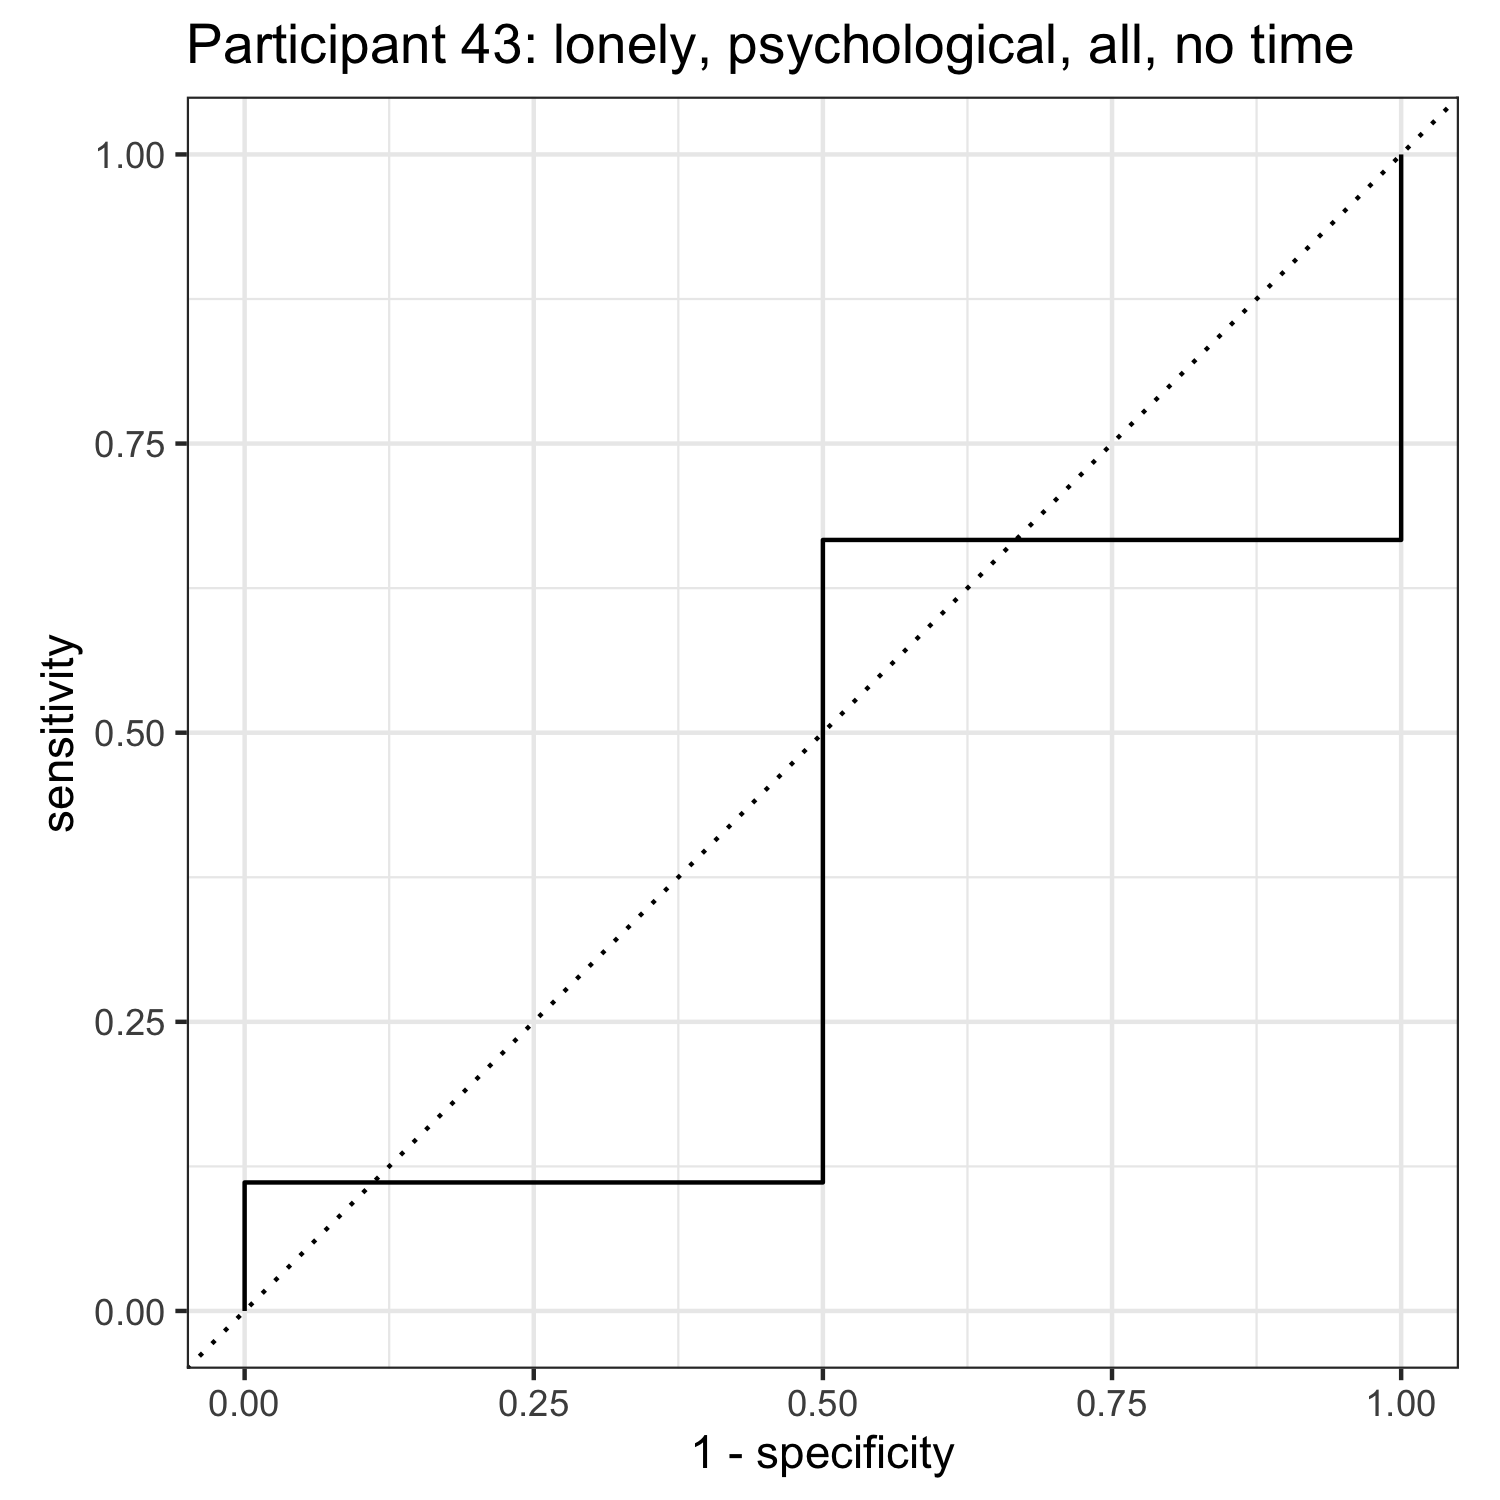 Participant 43: lonely, psychological, all, no time
1.00
0.75
0.50
0.25
0.00
sensitivity
0.00 0.25 0.50 0.75 1.00
1 - specificity